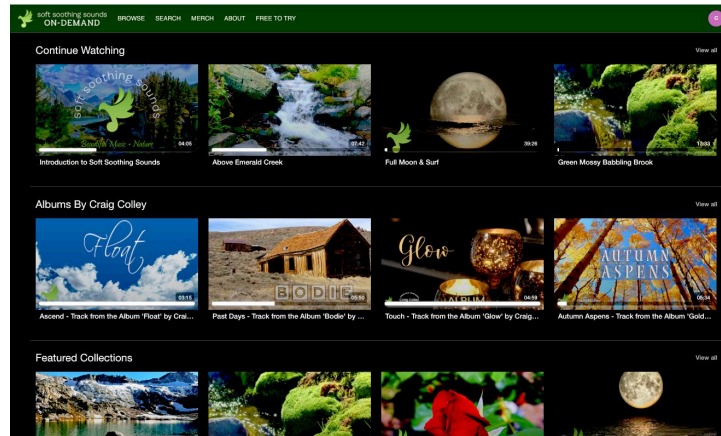 soft soothing sounds
ON-DEMAND
BROWSE SEARCH MERCH ABOUT FREE TO TRY
G
Continue Watching
View all
soft soothing sounds
Beautiful Music • Nature
04:05
07:42
39:26
13:33
Introduction to Soft Soothing Sounds
Above Emerald Creek
Full Moon & Surf
Green Mossy Babbling Brook
Albums By Craig Colley
View all
Float
03:15
BODIE
05:50
Glow
ALBUM
04:59
AUTUMN
ASPENS
05:34
Ascend - Track from the Album 'Float' by Crai...
Past Days - Track from the Album 'Bodie' by ...
Touch - Track from the Album 'Glow' by Craig...
Autumn Aspens - Track from the Album 'Gold...
Featured Collections
View all